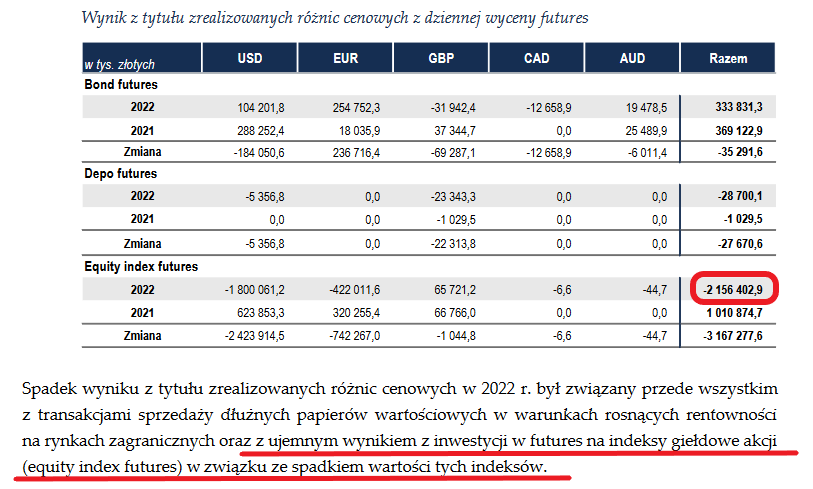 Wynik z tytułu zrealizowanych różnic cenowych z dziennej wyceny futures
w tys. złotych USD EUR GBP CAD AUD Razem
Bond futures
2022 104 201,8 254 752,3 -31 942,4 -12 658,9 19 478,5 333 831,3
2021 288 252,4 18 035,9 37 344,7 0,0 25 489,9 369 122,9
Zmiana -184 050,6 236 716,4 -69 287,1 -12 658,9 -6 011,4 -35 291,6
Depo futures
2022 -5 356,8 0,0 -23 343,3 0,0 0,0 -28 700,1
2021 0,0 0,0 -1 029,5 0,0 0,0 -1 029,5
Zmiana -5 356,8 0,0 -22 313,8 0,0 0,0 -27 670,6
Equity index futures
2022 -1 800 061,2 -422 011,6 65 721,2 -6,6 -44,7 -2 156 402,9
2021 623 853,3 320 255,4 66 766,0 0,0 0,0 1 010 874,7
Zmiana -2 423 914,5 -742 267,0 -1 044,8 -6,6 -44,7 -3 167 277,6
Spadek wyniku z tytułu zrealizowanych różnic cenowych w 2022 r. był związany przede wszystkim
z transakcjami sprzedaży dłużnych papierów wartościowych w warunkach rosnących rentowności
na rynkach zagranicznych oraz z ujemnym wynikiem z inwestycji w futures na indeksy giełdowe akcji
(equity index futures) w związku ze spadkiem wartości tych indeksów.